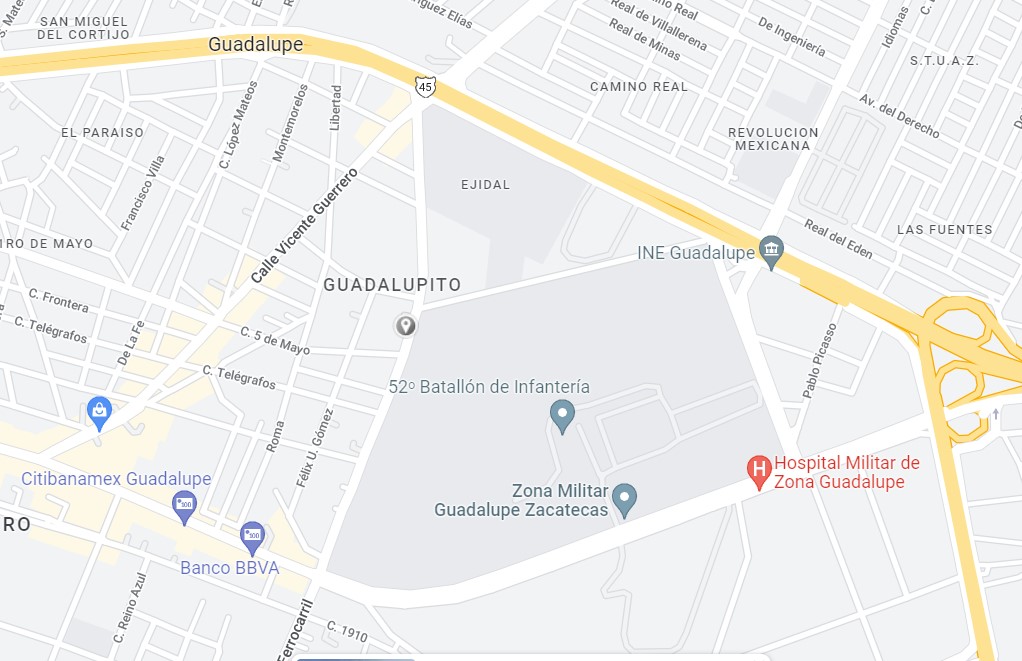 SAN MIGUEL
DEL CORTIJO
Guadalupe
45
Real de Villallerena
Real de Minas
De Ingeniería
Idiomas
S.T.U.A.Z.
CAMINO REAL
Av. del Derecho
REVOLUCION
MEXICANA
EL PARAISO
C. López Mateos
Montemorelos
Libertad
Francisco Villa
Calle Vicente Guerrero
EJIDAL
LAS FUENTES
Real del Eden
INE Guadalupe
1RO DE MAYO
GUADALUPITO
C. Frontera
C. Telégrafos
De La Fe
C. 5 de Mayo
C. Telégrafos
Pablo Picasso
52º Batallón de Infantería
Roma
Félix U. Gómez
Hospital Militar de
Zona Guadalupe
H
Citibanamex Guadalupe
100
Zona Militar
Guadalupe Zacatecas
RO
100
Banco BBVA
C. Reino Azul
Ferrocarril
C. 1910